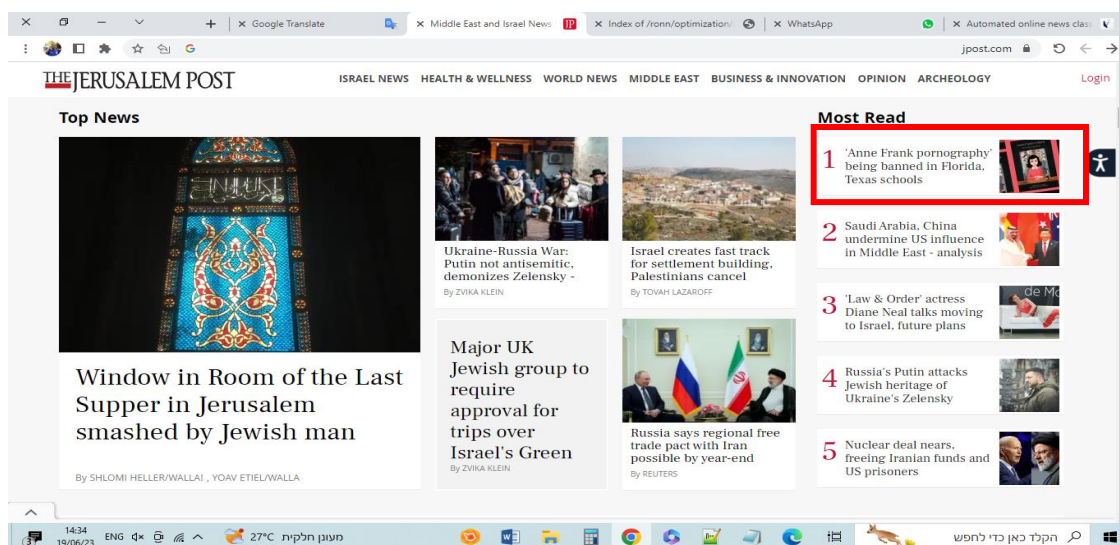 Google Translate
Middle East and Israel News
JP
Index of /ronn/optimization/
WhatsApp
Automated online news clas
G
jpost.com
THE JERUSALEM POST
ISRAEL NEWS HEALTH & WELLNESS WORLD NEWS MIDDLE EAST BUSINESS & INNOVATION OPINION ARCHEOLOGY
Login
Top News
Window in Room of the Last
Supper in Jerusalem
smashed by Jewish man
By SHLOMI HELLER/WALLA! , YOAV ETIEL/WALLA
Ukraine-Russia War:
Putin not antisemitic,
demonizes Zelensky -
By ZVIKA KLEIN
Israel creates fast track
for settlement building,
Palestinians cancel
By TOVAH LAZAROFF
Major UK
Jewish group to
require
approval for
trips over
Israel's Green
By ZVIKA KLEIN
Russia says regional free
trade pact with Iran
possible by year-end
By REUTERS
Most Read
1
'Anne Frank pornography'
being banned in Florida,
Texas schools
2
Saudi Arabia, China
undermine US influence
in Middle East - analysis
3
'Law & Order' actress
Diane Neal talks moving
to Israel, future plans
de Mo
4
Russia's Putin attacks
Jewish heritage of
Ukraine's Zelensky
5
Nuclear deal nears,
freeing Iranian funds and
US prisoners
3
14:34
19/06/23
ENG
27°C מעונן חלקית
הקלד כאן כדי לחפש